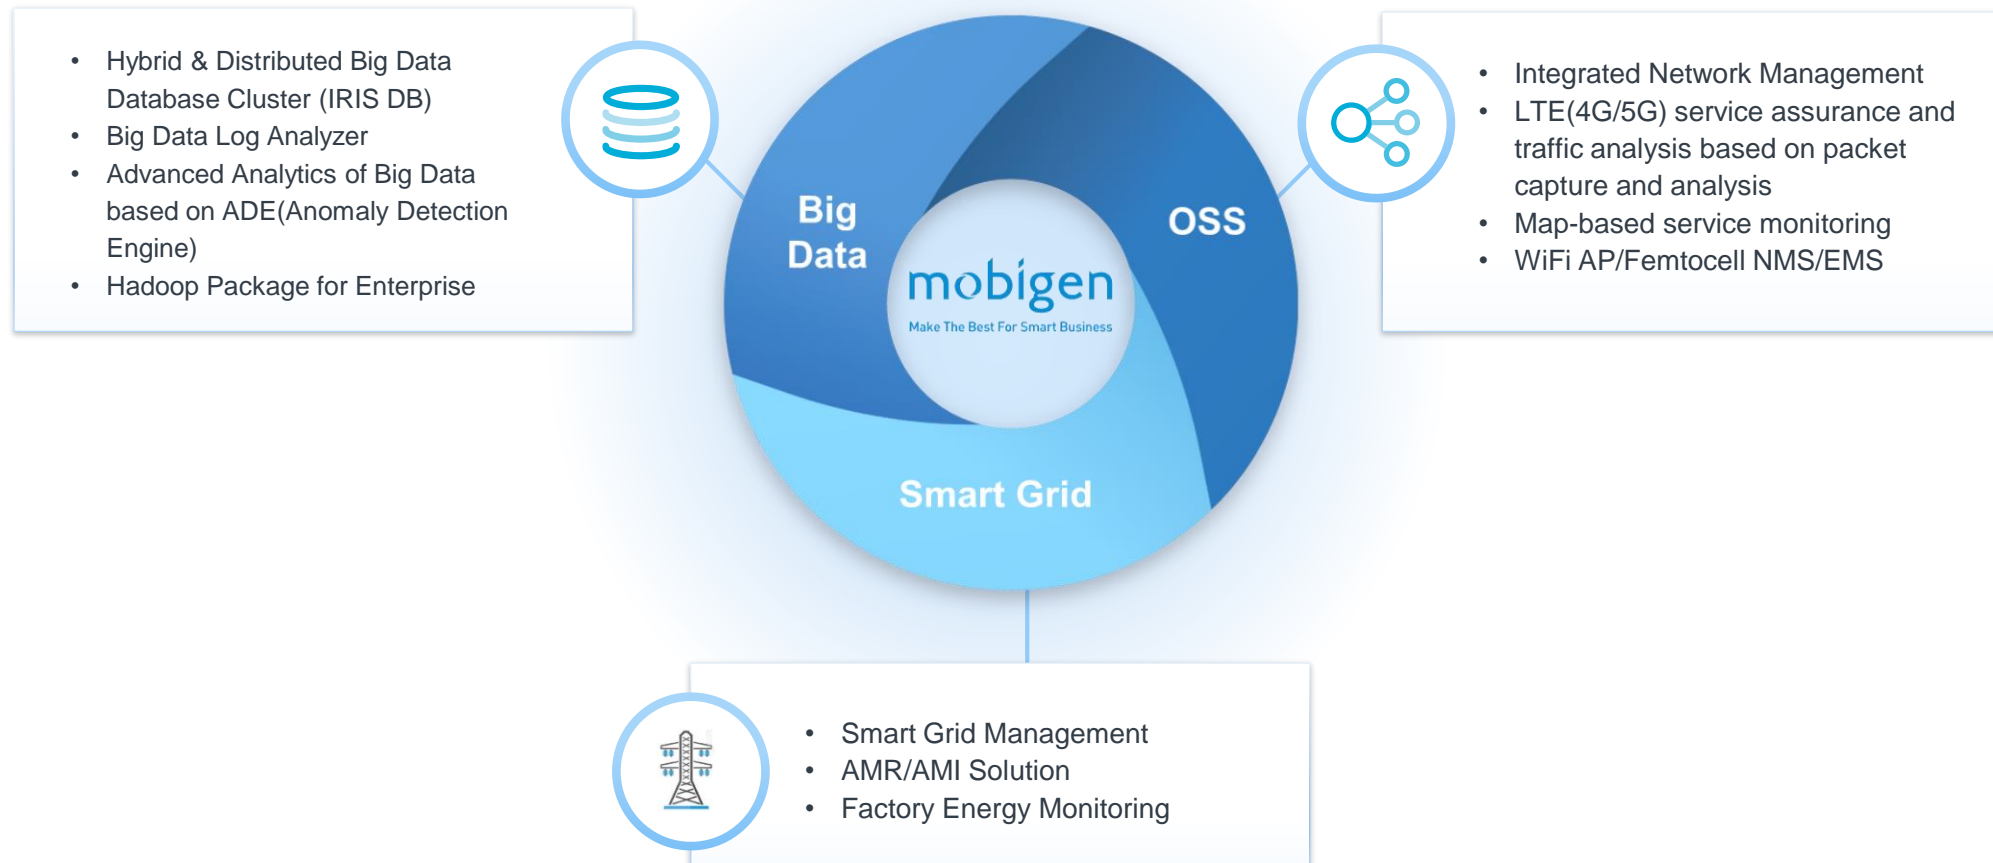 • Hybrid & Distributed Big Data
Database Cluster (IRIS DB)
• Big Data Log Analyzer
• Advanced Analytics of Big Data
based on ADE(Anomaly Detection
Engine)
• Hadoop Package for Enterprise
Big
Data
OSS
mobigen
Make The Best For Smart Business
Smart Grid
• Integrated Network Management
• LTE(4G/5G) service assurance and
traffic analysis based on packet
capture and analysis
• Map-based service monitoring
• WiFi AP/Femtocell NMS/EMS
• Smart Grid Management
• AMR/AMI Solution
• Factory Energy Monitoring